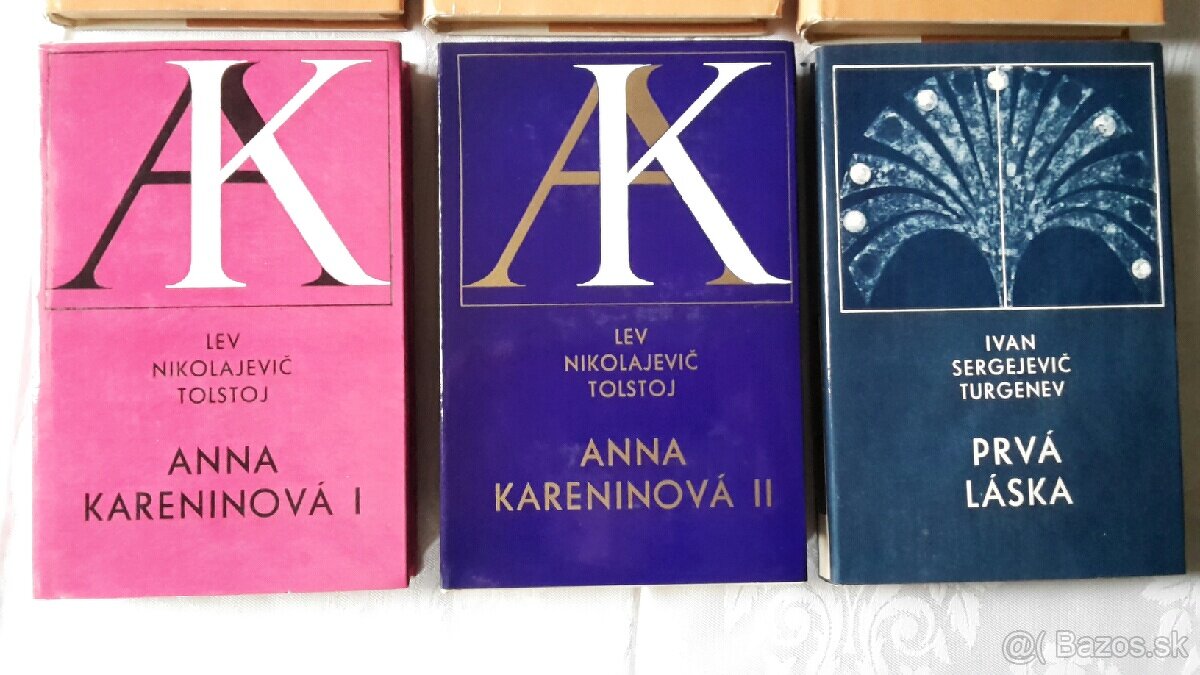 AK
LEV
NIKOLAJEVIČ
TOLSTOJ
ANNA
KARENINOVÁ I
AK
LEV
NIKOLAJEVIČ
TOLSTOJ
ANNA
KARENINOVÁ II
IVAN
SERGEJEVIČ
TURGENEV
PRVÁ
LÁSKA
@( Bazos.sk